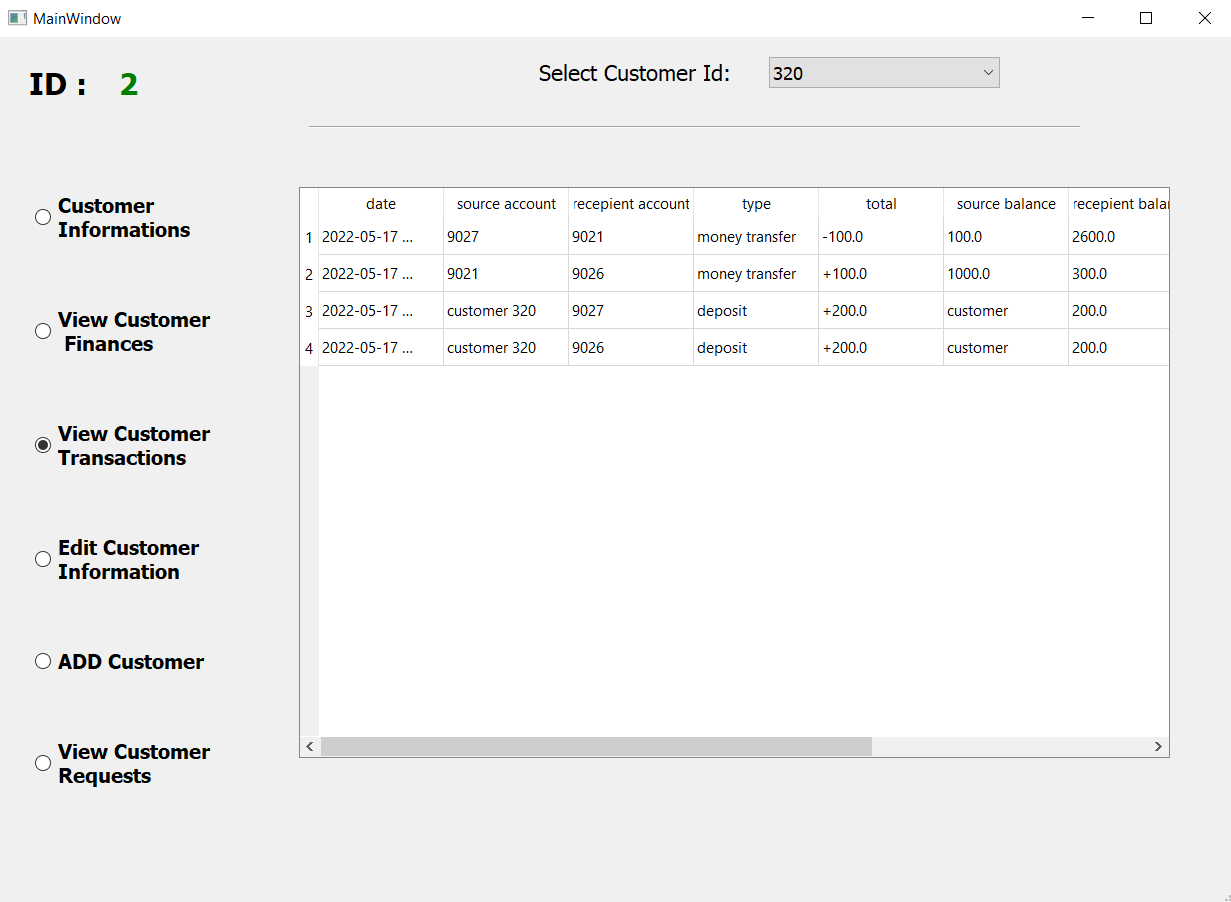 MainWindow
ID : 2
Select Customer Id: 320
Customer
Informations
View Customer
Finances
View Customer
Transactions
Edit Customer
Information
ADD Customer
View Customer
Requests
date source account recepient account type total source balance recepient balar
1 2022-05-17 ... 9027 9021 money transfer -100.0 100.0 2600.0
2 2022-05-17 ... 9021 9026 money transfer +100.0 1000.0 300.0
3 2022-05-17 ... customer 320 9027 deposit +200.0 customer 200.0
4 2022-05-17 ... customer 320 9026 deposit +200.0 customer 200.0